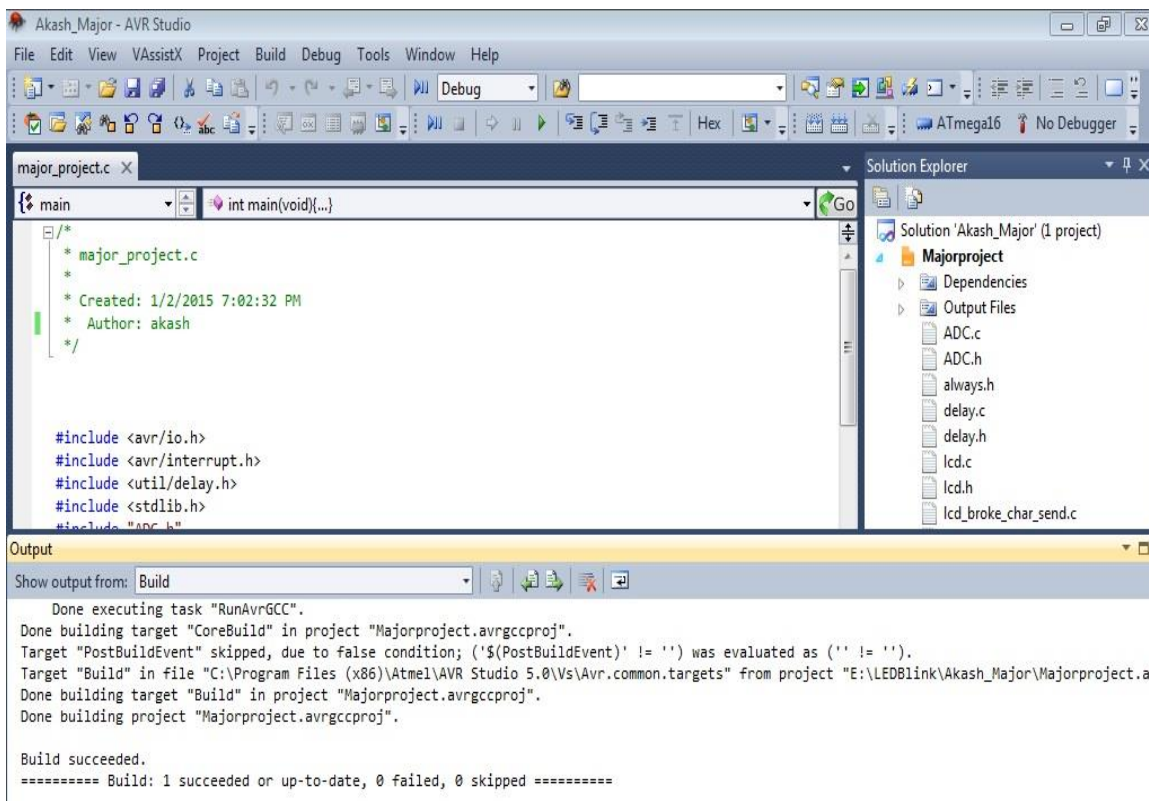 Akash_Major - AVR Studio
File Edit View VAssistX Project Build Debug Tools Window Help
Debug
abc Hex ATmega16 No Debugger
major_project.c
main int main(void){...} Go
/*
* major_project.c
*
* Created: 1/2/2015 7:02:32 PM
* Author: akash
*/
#include <avr/io.h>
#include <avr/interrupt.h>
#include <util/delay.h>
#include <stdlib.h>
#include "ADC.h"
Solution Explorer
Solution 'Akash_Major' (1 project)
Majorproject
Dependencies
Output Files
ADC.c
ADC.h
always.h
delay.c
delay.h
lcd.c
lcd.h
lcd_broke_char_send.c
Output
Show output from: Build
Done executing task "RunAvrGCC".
Done building target "CoreBuild" in project "Majorproject.avrgccproj".
Target "PostBuildEvent" skipped, due to false condition; ('$(PostBuildEvent)' != '') was evaluated as ('' != '').
Target "Build" in file "C:\Program Files (x86)\Atmel\AVR Studio 5.0\Vs\Avr.common.targets" from project "E:\LEDBlink\Akash_Major\Majorproject.a
Done building target "Build" in project "Majorproject.avrgccproj".
Done building project "Majorproject.avrgccproj".
Build succeeded.
========== Build: 1 succeeded or up-to-date, 0 failed, 0 skipped ==========